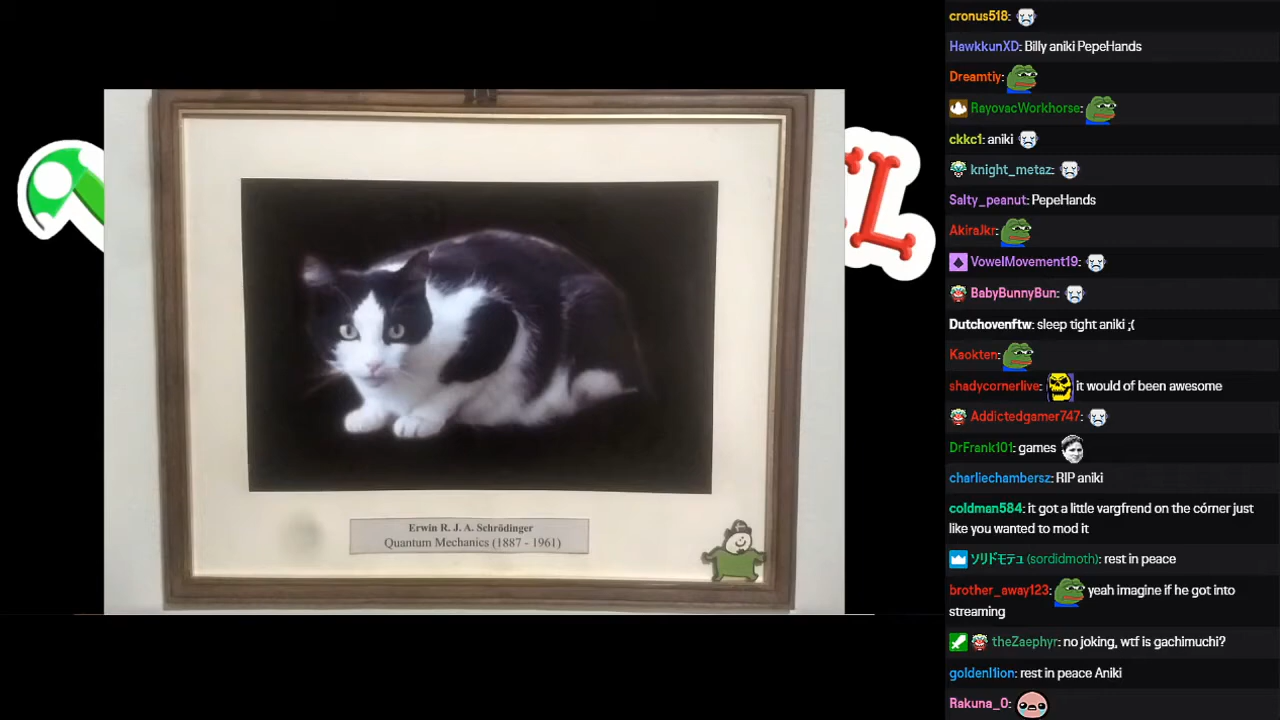 Erwin R. J. A. Schrödinger
Quantum Mechanics (1887 - 1961)
cronus518:
HawkkunXD: Billy aniki PepeHands
Dreamtiy:
RayovacWorkhorse:
ckkc1: aniki
knight_metaz:
Salty_peanut: PepeHands
AkiraJkr:
VowelMovement19:
BabyBunnyBun:
Dutchovenftw: sleep tight aniki ;(
Kaokten:
shadycornerlive: it would of been awesome
Addictedgamer747:
DrFrank101: games
charliechambersz: RIP aniki
coldman584: it got a little vargfrend on the córner just
like you wanted to mod it
ソリドモテュ (sordidmoth): rest in peace
brother_away123: yeah imagine if he got into
streaming
theZaephyr: no joking, wtf is gachimuchi?
goldenl1ion: rest in peace Aniki
Rakuna_0: